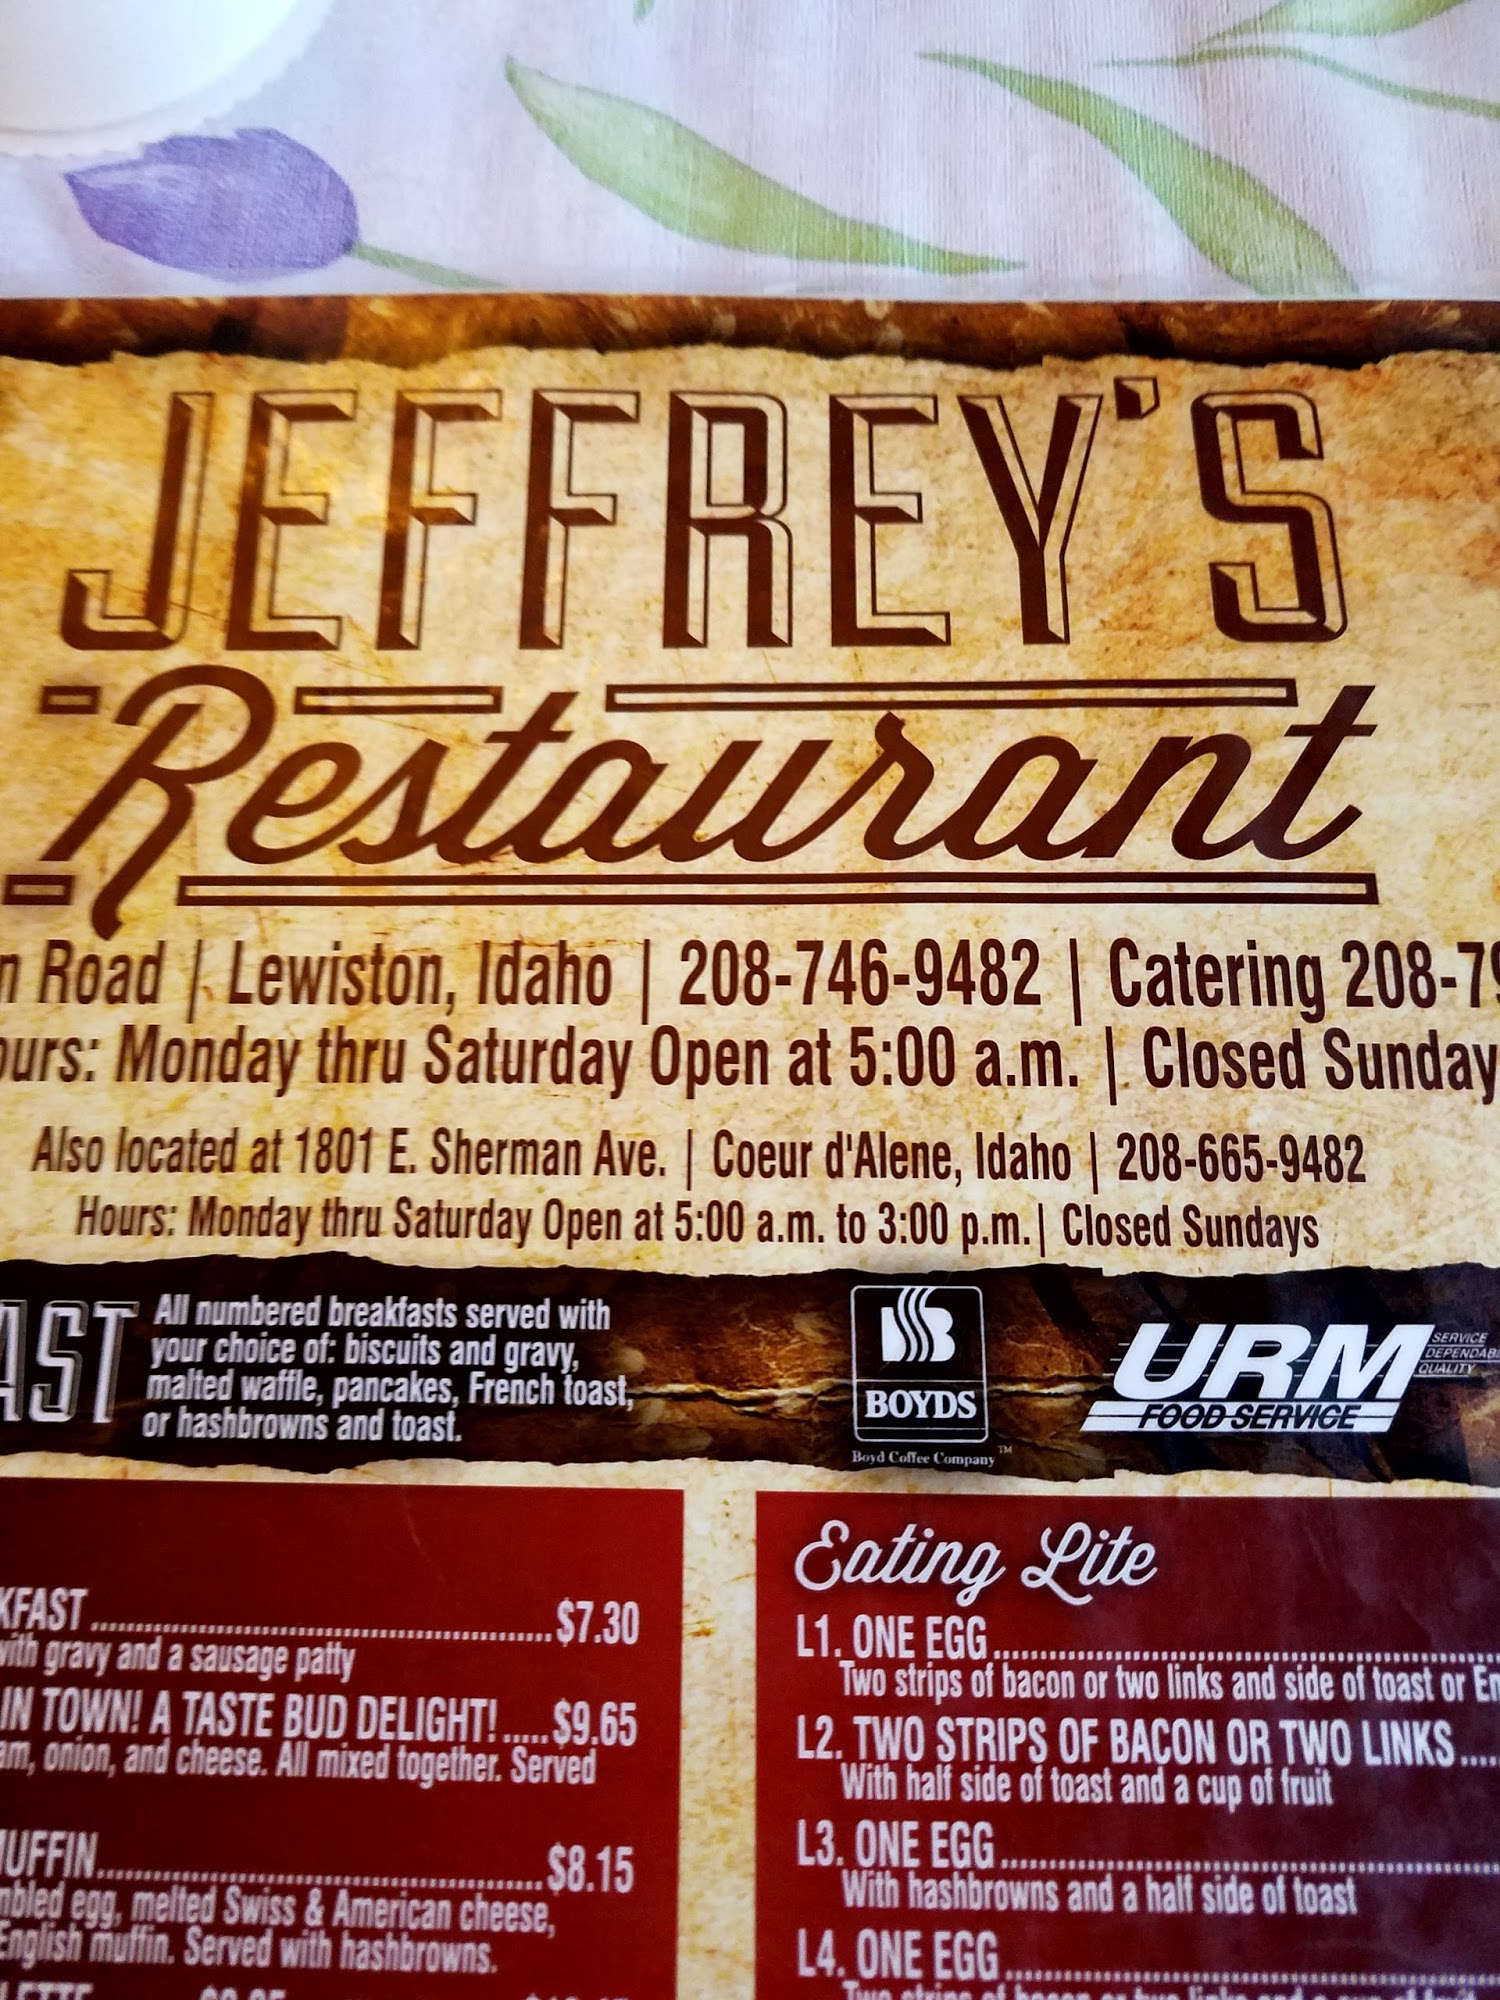 JEFFREY'S
Restaurant
Road | Lewiston, Idaho | 208-746-9482 | Catering 208-79
Hours: Monday thru Saturday Open at 5:00 a.m. | Closed Sunday
Also located at 1801 E. Sherman Ave. | Coeur d'Alene, Idaho | 208-665-9482
Hours: Monday thru Saturday Open at 5:00 a.m. to 3:00 p.m. | Closed Sundays
AST
All numbered breakfasts served with
your choice of: biscuits and gravy,
malted waffle, pancakes, French toast,
or hashbrowns and toast.
BOYDS
Boyd Coffee Company™
URM
FOOD SERVICE
SERVICE
DEPENDABI
QUALITY
KFAST ........ $7.30
with gravy and a sausage patty
IN TOWN! A TASTE BUD DELIGHT! ..... $9.65
am, onion, and cheese. All mixed together. Served
MUFFIN ........ $8.15
mbled egg, melted Swiss & American cheese,
English muffin. Served with hashbrowns.
Eating Lite
L1. ONE EGG ........
Two strips of bacon or two links and side of toast or En
L2. TWO STRIPS OF BACON OR TWO LINKS ....
With half side of toast and a cup of fruit
L3. ONE EGG ........
With hashbrowns and a half side of toast
L4. ONE EGG ........